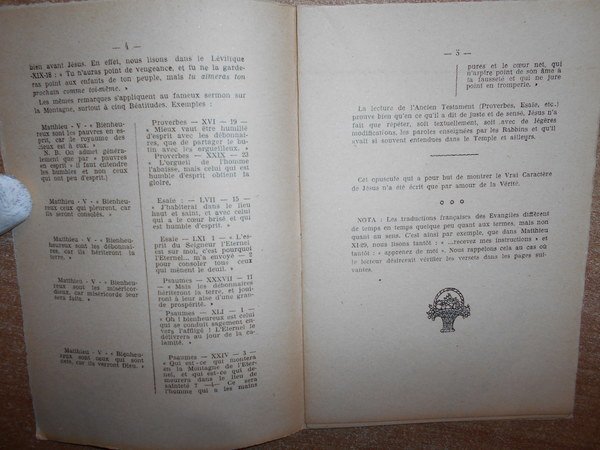 — 4 —
bien avant Jésus. En effet, nous lisons dans le Lévitique
-XIX-18 : « Tu n'auras point de vengeance, et tu ne la garde-
ras point aux enfants de ton peuple, mais tu aimeras ton
prochain comme toi-même. »
Les mêmes remarques s'appliquent au fameux sermon sur
la Montagne, surtout à cinq Béatitudes. Exemples :
Matthieu - V - « Bienheu-
reux sont les pauvres en es-
prit, car le royaume des
cieux est à eux. »
N. B. On admet générale-
ment que par « pauvres
en esprit » il faut entendre
les humbles et non ceux
qui ont peu d'esprit.)
Matthieu - V - « Bienheu-
reux ceux qui pleurent, car
ils seront consolés. »
Matthieu - V - « Bienheu-
reux sont les débonnai-
res, car ils hériteront la terre.
Matthieu - V - « Bienheu-
reux sont les miséricor-
dieux, car miséricorde leur
sera faite. »
Matthieu - V - « Bienheu-
reux sont ceux qui sont
nets, car ils verront Dieu. »
Proverbes — XVI — 19 —
« Mieux vaut être humilié
d'esprit avec les débonnai-
res, que de partager le bu-
tin avec les orgueilleux. »
Proverbes — XXIX — 23
« L'orgueil de l'homme
l'abaisse, mais celui qui
est humble d'esprit obtient
la gloire.
Esaïe : — LVII — 15 —
« J'habiterai dans le lieu
haut et saint, et avec celui
qui a le cœur brisé et qui
est humble d'esprit. »
Esaïe — LXI 1 — « L'es-
prit du Seigneur l'Eternel
est sur moi, c'est pourquoi
l'Eternel... m'a envoyé — 2
pour consoler tous ceux
qui mènent le deuil. »
Psaumes — XXXVII — 11
— « Mais les débonnaires
hériteront la terre, et joui-
ront à leur aise d'une gran-
de prospérité. »
Psaumes — XLI — 1 —
« Oh ! bienheureux est celui
qui se conduit sagement en-
vers l'affligé ! L'Eternel le
délivrera au jour de la ca-
lamité. »
Psaumes — XXIV — 3 —
« Qui est-ce qui montera
en la Montagne de l'Eter-
nel, et qui est-ce qui de-
meurera dans le lieu de
sa sainteté ? —4— Ce sera
l'homme qui a les mains
— 5 —
pures et le cœur net, qui
n'aspire point de son âme à
la fausseté et qui ne jure
point en tromperie. »
La lecture de l'Ancien Testament (Proverbes, Esaïe, etc.)
prouve bien qu'en ce qu'il a dit de juste et de sensé, Jésus n'a
fait que répéter, soit textuellement, soit avec de légères
modifications, les paroles enseignées par les Rabbins et qu'il
avait si souvent entendues dans le Temple et ailleurs.
Cet opuscule qui a pour but de montrer le Vrai Caractère
de Jésus n'a été écrit que par amour de la Vérité.
NOTA : Les traductions françaises des Evangiles diffèrent
de temps en temps quelque peu quant aux termes, mais non
quant au sens. C'est ainsi par exemple, que dans Matthieu
XI-29, nous lisons tantôt : « ...recevez mes instructions » et
tantôt : « apprenez de moi ». Nous rappelons cela au cas où
le lecteur désirerait vérifier les versets dans les pages sui-
vantes.